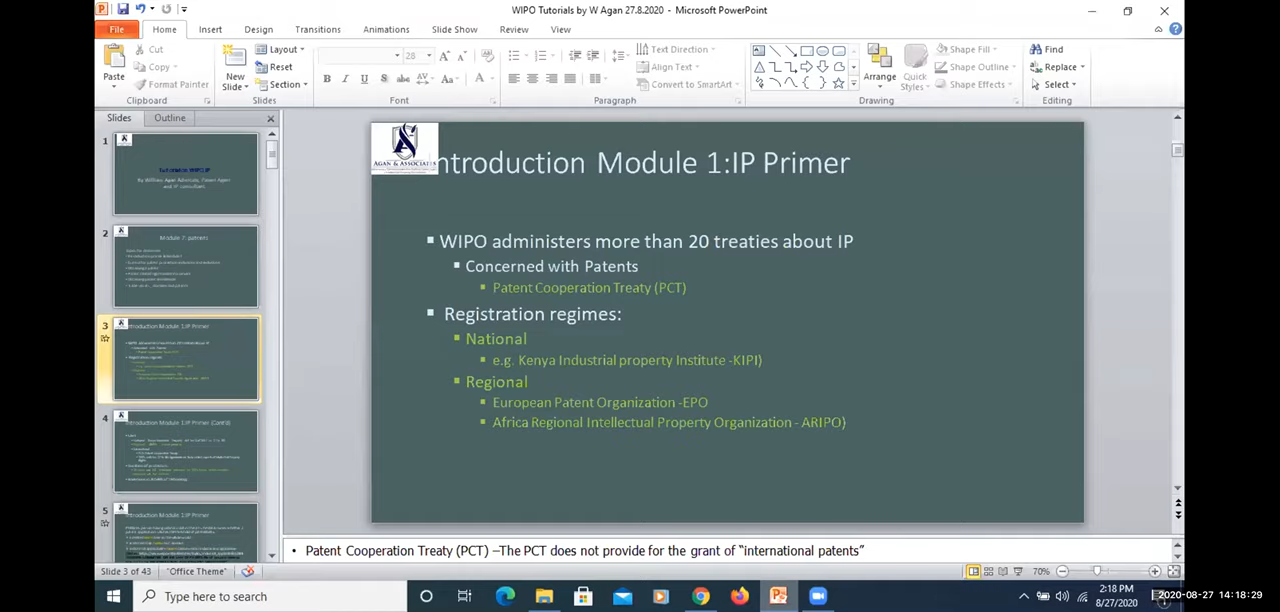 WIPO Tutorials by W Agan 27.8.2020 - Microsoft PowerPoint
File Home Insert Design Transitions Animations Slide Show Review View
Paste
Cut
Copy
Format Painter
Clipboard
New Slide
Layout
Reset
Section
Slides
28
Font
Text Direction
Align Text
Convert to SmartArt
Paragraph
Arrange
Quick Styles
Shape Fill
Shape Outline
Shape Effects
Drawing
Find
Replace
Select
Editing
Slides Outline
1
2
Module 7: patents
3
Introduction Module 1:IP Primer
4
Introduction Module 1:IP Primer
5
Introduction Module 1:IP Primer
AGAN & ASSOCIATES
ntroduction Module 1:IP Primer
WIPO administers more than 20 treaties about IP
Concerned with Patents
Patent Cooperation Treaty (PCT)
Registration regimes:
National
e.g. Kenya Industrial property Institute -KIPI)
Regional
European Patent Organization -EPO
Africa Regional Intellectual Property Organization - ARIPO)
• Patent Cooperation Treaty (PCT) –The PCT does not provide for the grant of “international patents”
Slide 3 of 43 "Office Theme" 70%
Type here to search
2:18 PM
8/27/2020
2020-08-27 14:18:29